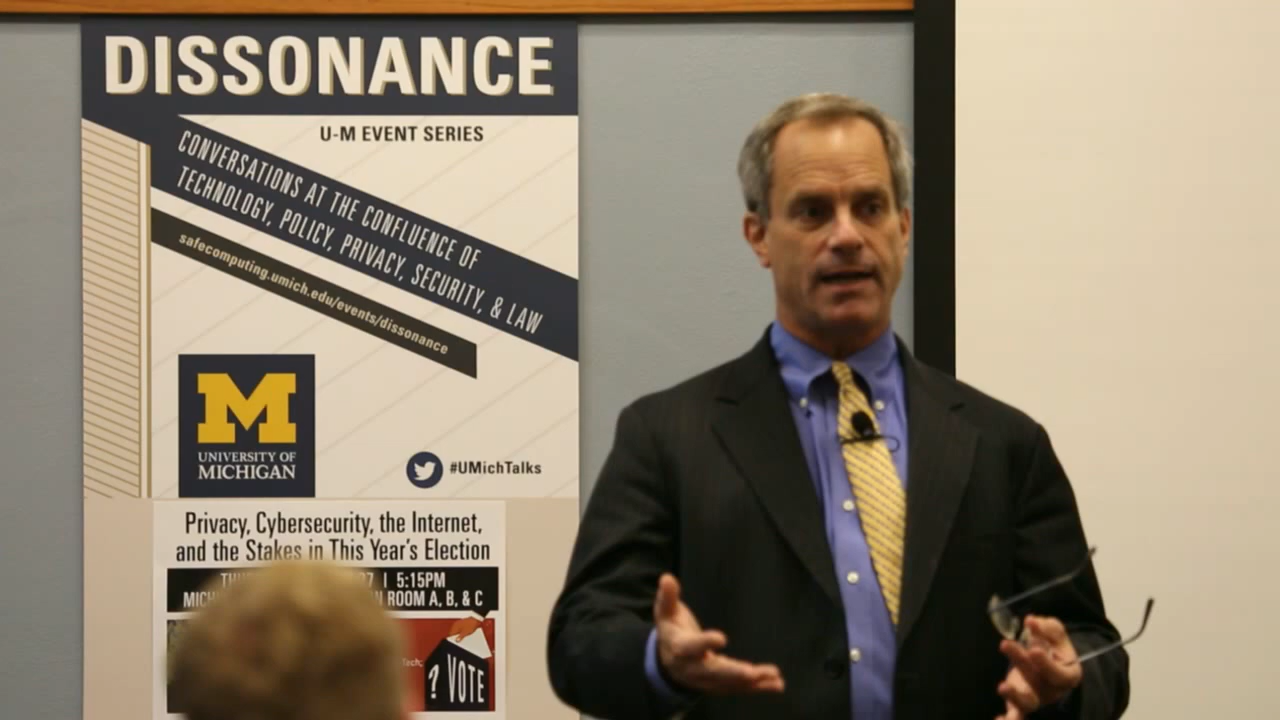 DISSONANCE
U-M EVENT SERIES
CONVERSATIONS AT THE CONFLUENCE OF
TECHNOLOGY, POLICY, PRIVACY, SECURITY, & LAW
safecomputing.umich.edu/events/dissonance
M
UNIVERSITY OF
MICHIGAN
#UMichTalks
Privacy, Cybersecurity, the Internet,
and the Stakes in This Year's Election
27 | 5:15PM
ROOM A, B, & C
? VOTE